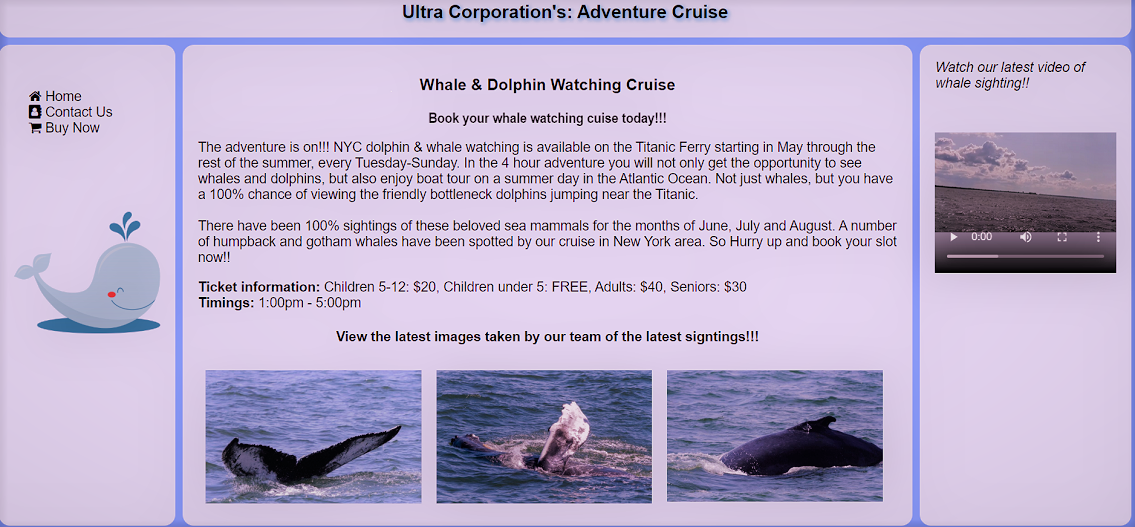 Ultra Corporation's: Adventure Cruise
Home
Contact Us
Buy Now
Whale & Dolphin Watching Cruise
Book your whale watching cuise today!!!
The adventure is on!!! NYC dolphin & whale watching is available on the Titanic Ferry starting in May through the
rest of the summer, every Tuesday-Sunday. In the 4 hour adventure you will not only get the opportunity to see
whales and dolphins, but also enjoy boat tour on a summer day in the Atlantic Ocean. Not just whales, but you have
a 100% chance of viewing the friendly bottleneck dolphins jumping near the Titanic.
There have been 100% sightings of these beloved sea mammals for the months of June, July and August. A number
of humpback and gotham whales have been spotted by our cruise in New York area. So Hurry up and book your slot
now!!
Ticket information: Children 5-12: $20, Children under 5: FREE, Adults: $40, Seniors: $30
Timings: 1:00pm - 5:00pm
View the latest images taken by our team of the latest signtings!!!
Watch our latest video of
whale sighting!!
0:00